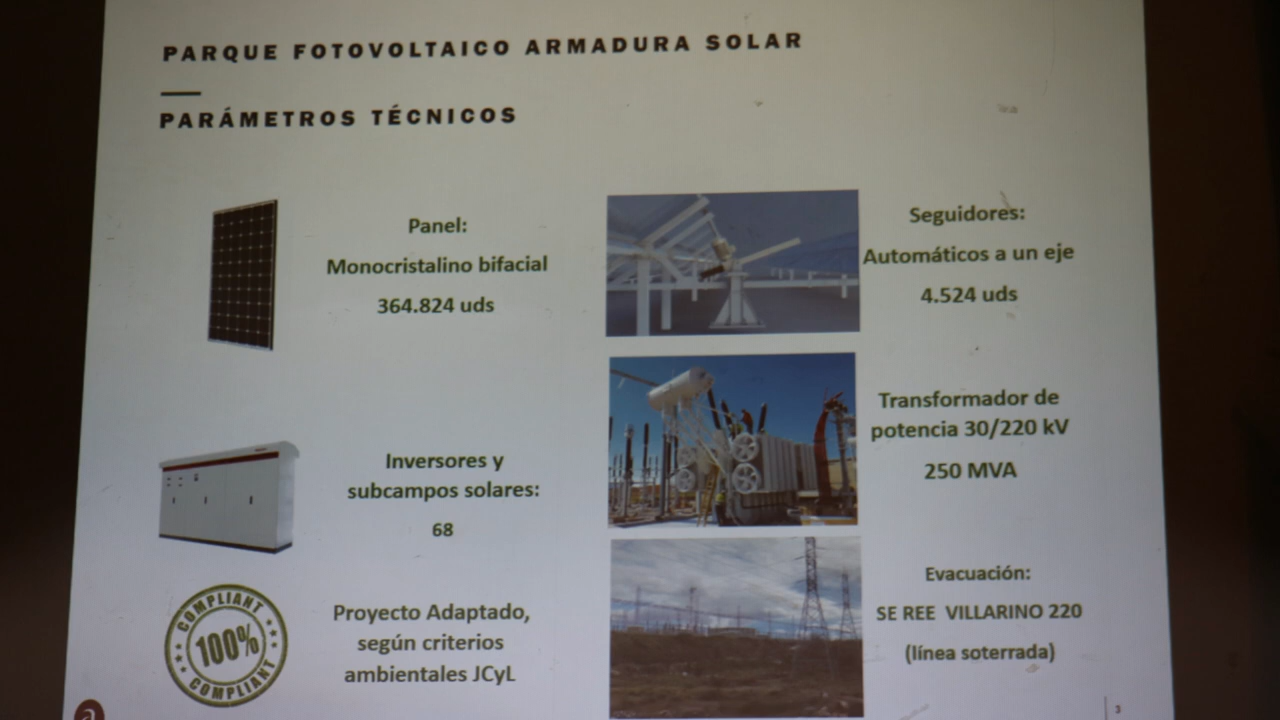 PARQUE FOTOVOLTAICO ARMADURA SOLAR
PARÁMETROS TÉCNICOS
Panel:
Monocristalino bifacial
364.824 uds
Seguidores:
Automáticos a un eje
4.524 uds
Inversores y
subcampos solares:
68
Transformador de
potencia 30/220 kV
250 MVA
COMPLIANT
100%
COMPLIANT
Proyecto Adaptado,
según criterios
ambientales JCyL
Evacuación:
SE REE VILLARINO 220
(línea soterrada)
a
3